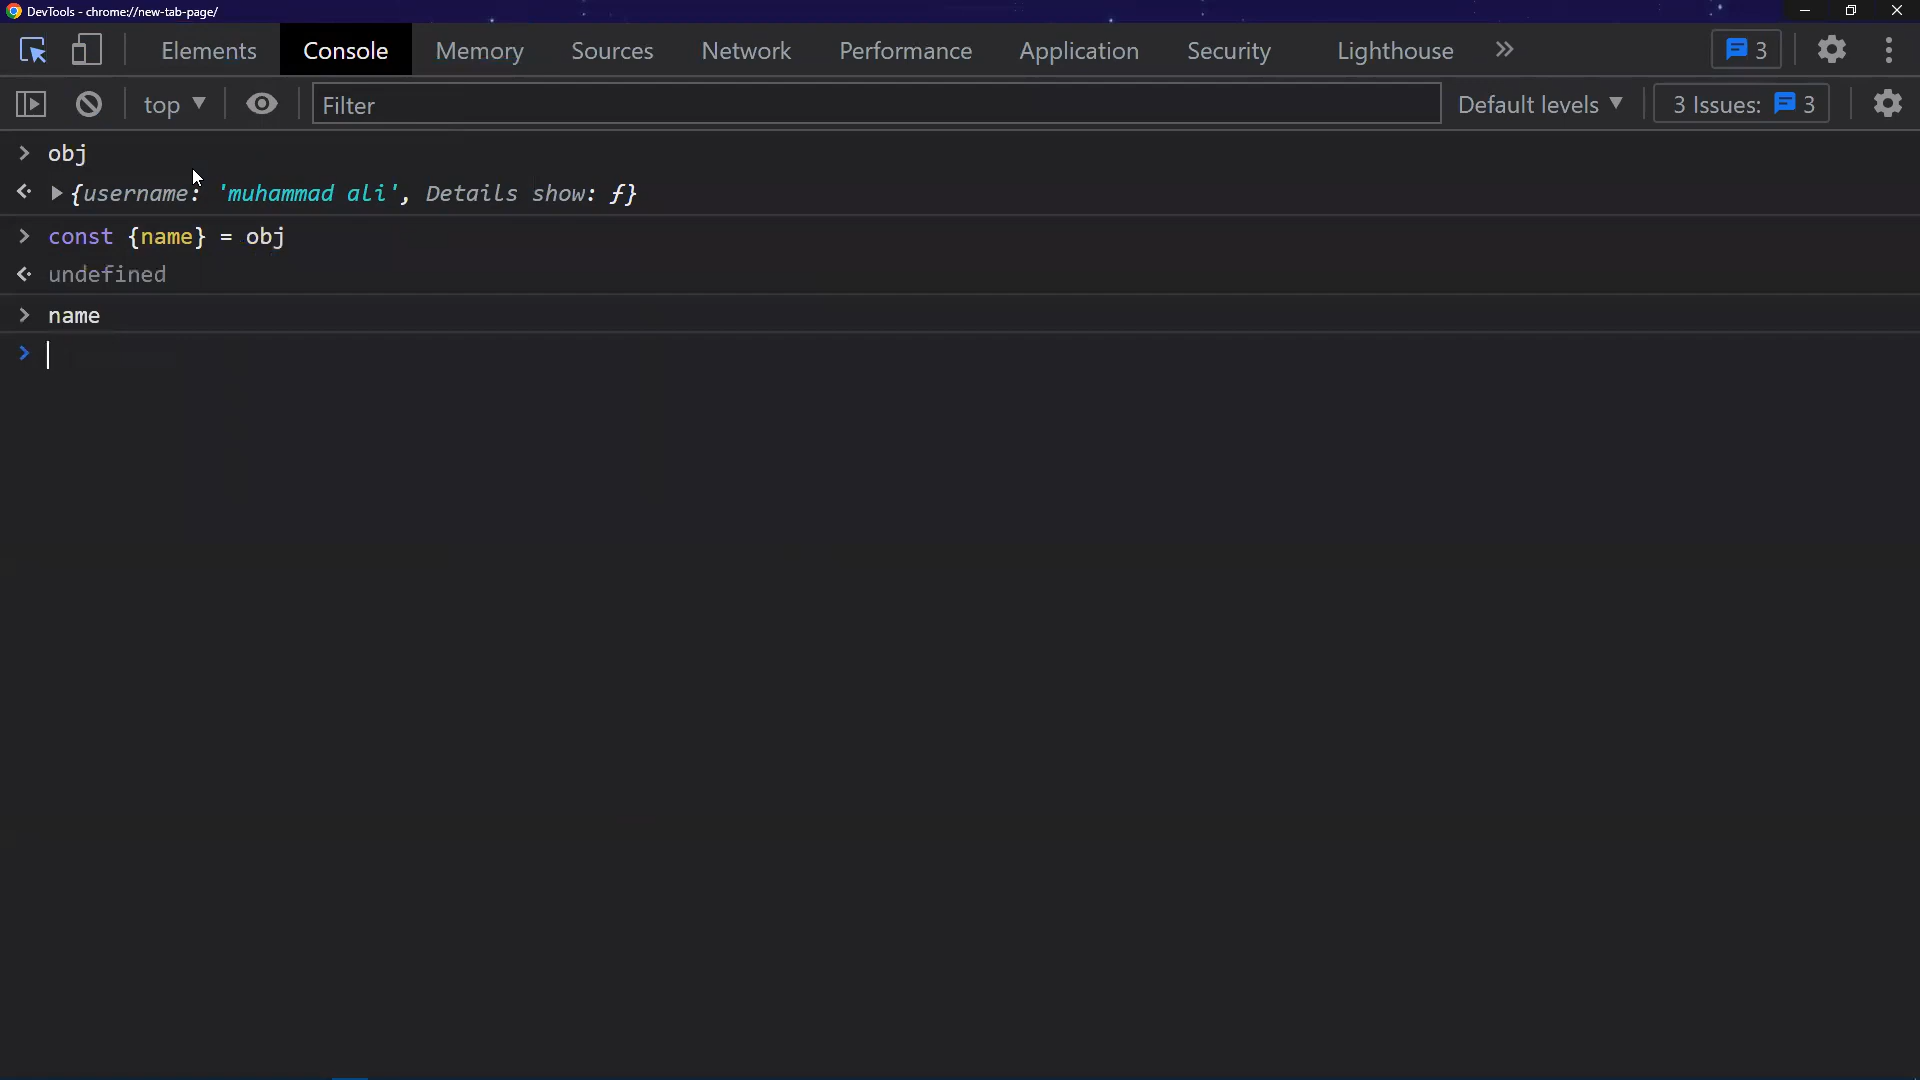 DevTools - chrome://new-tab-page/
Elements Console Memory Sources Network Performance Application Security Lighthouse » 3
top ▼ Filter Default levels ▼ 3 Issues: 3
> obj
{username: 'muhammad ali', Details show: ƒ}
> const {name} = obj
undefined
> name
>